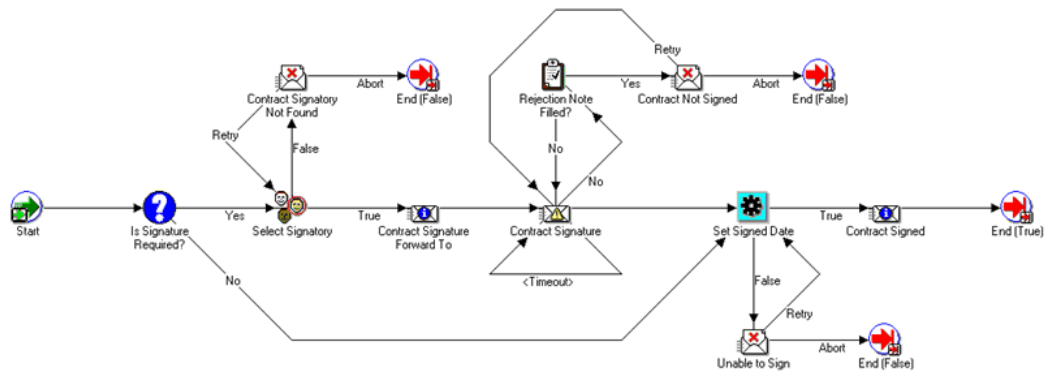 Retry
Abort
Contract Signatory
Not Found
End (False)
Rejection Note
Filled?
Yes
Contract Not Signed
Abort
End (False)
Retry
False
No
No
Start
Is Signature
Required?
Yes
Select Signatory
True
Contract Signature
Forward To
Contract Signature
Set Signed Date
True
Contract Signed
End (True)
No
<Timeout>
False
Retry
Unable to Sign
Abort
End (False)